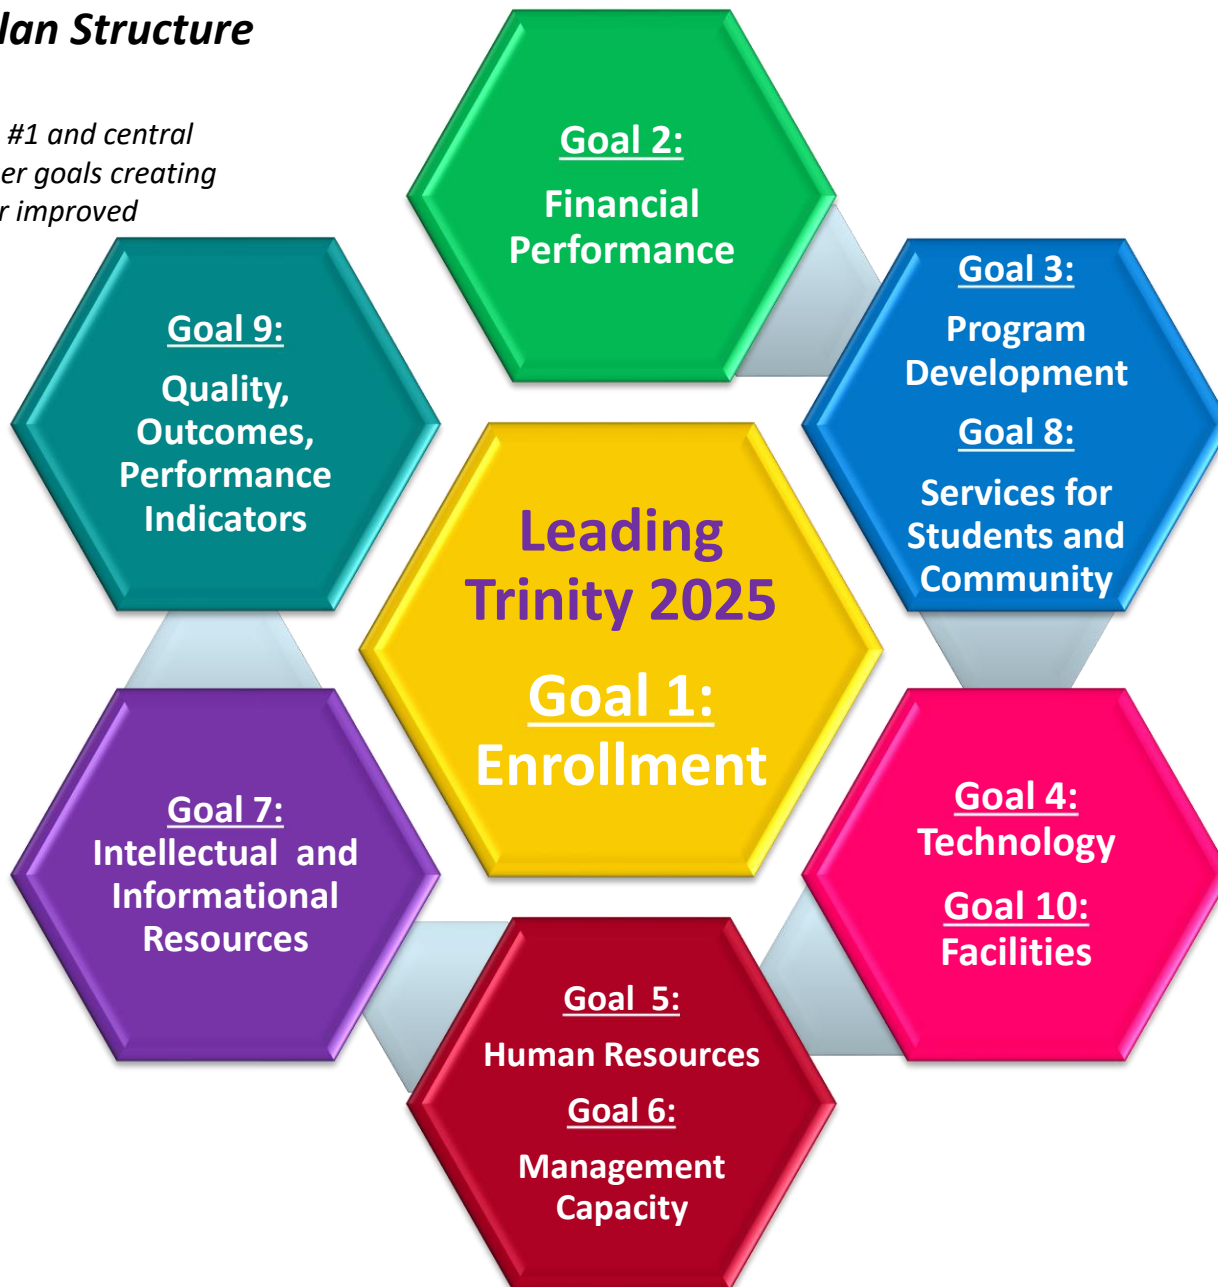 lan Structure
#1 and central
er goals creating
r improved
Goal 2:
Financial
Performance
Goal 3:
Program
Development
Goal 8:
Services for
Students and
Community
Goal 9:
Quality,
Outcomes,
Performance
Indicators
Leading
Trinity 2025
Goal 1:
Enrollment
Goal 4:
Technology
Goal 10:
Facilities
Goal 7:
Intellectual and
Informational
Resources
Goal 5:
Human Resources
Goal 6:
Management
Capacity